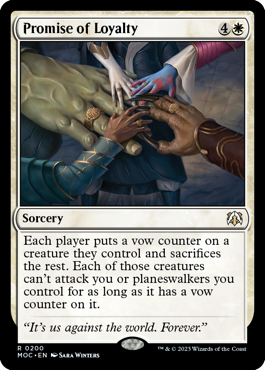 Promise of Loyalty 4
Sorcery
Each player puts a vow counter on a
creature they control and sacrifices
the rest. Each of those creatures
can't attack you or planeswalkers you
control for as long as it has a vow
counter on it.
“It's us against the world. Forever.”
R 0200
MOC • EN SARA WINTERS
™ & © 2023 Wizards of the Coast